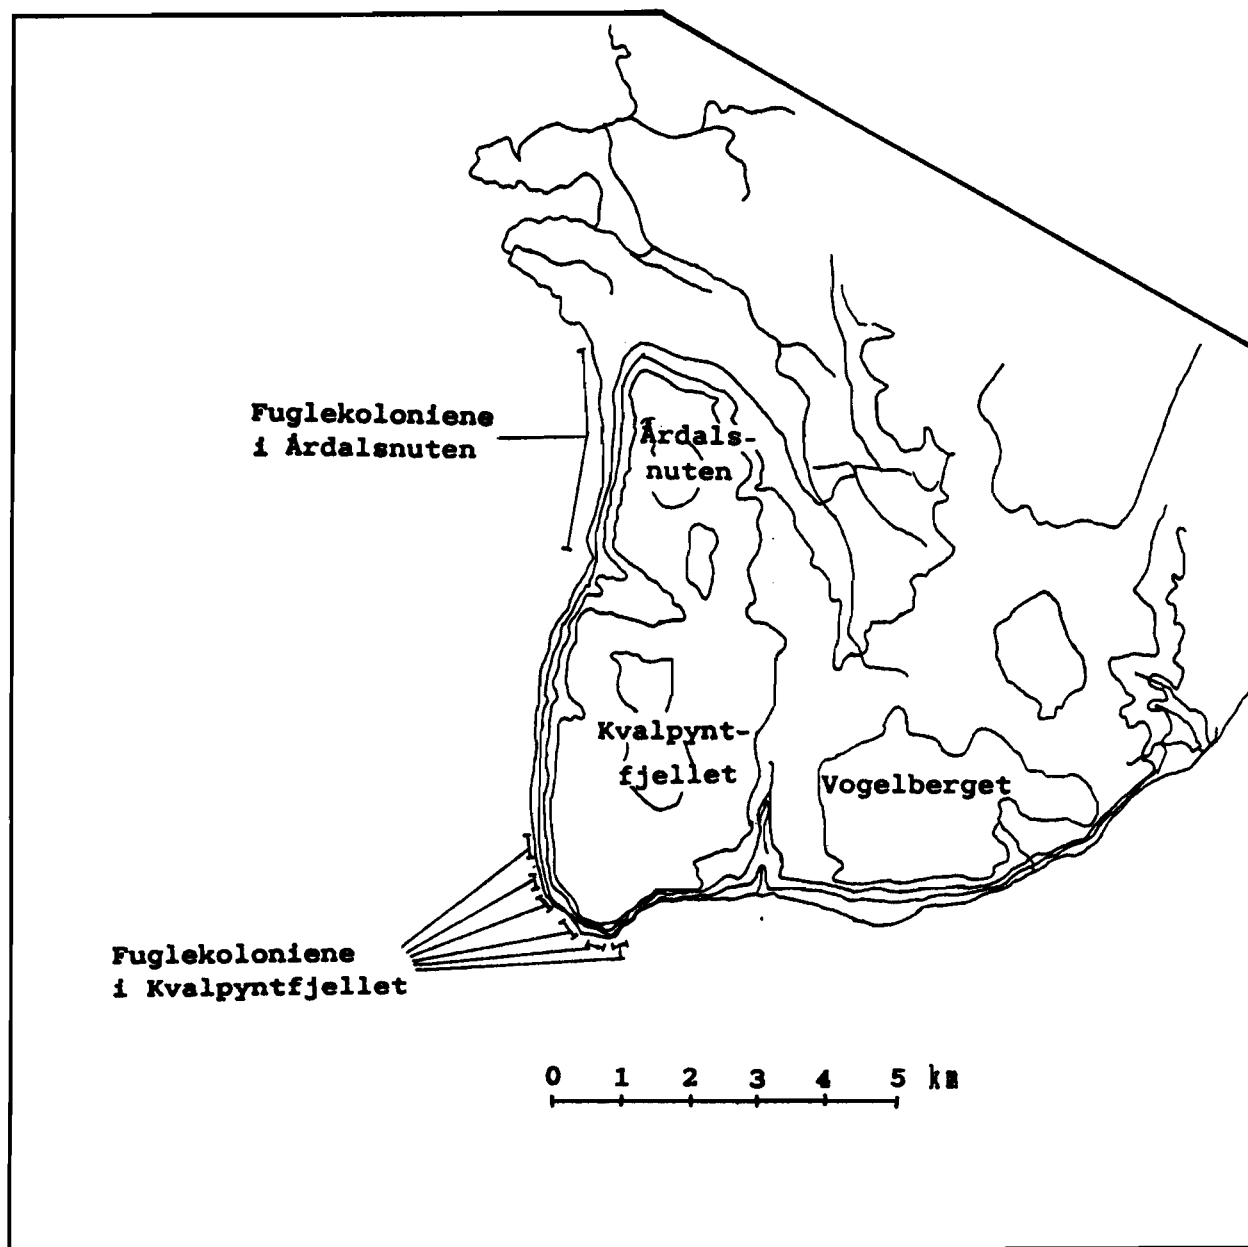 Fuglekoloniene
i Årdalsnuten
Årdals-
nuten
Kvalpynt-
fjellet
Vogelberget
Fuglekoloniene
i Kvalpyntfjellet
0 1 2 3 4 5 km